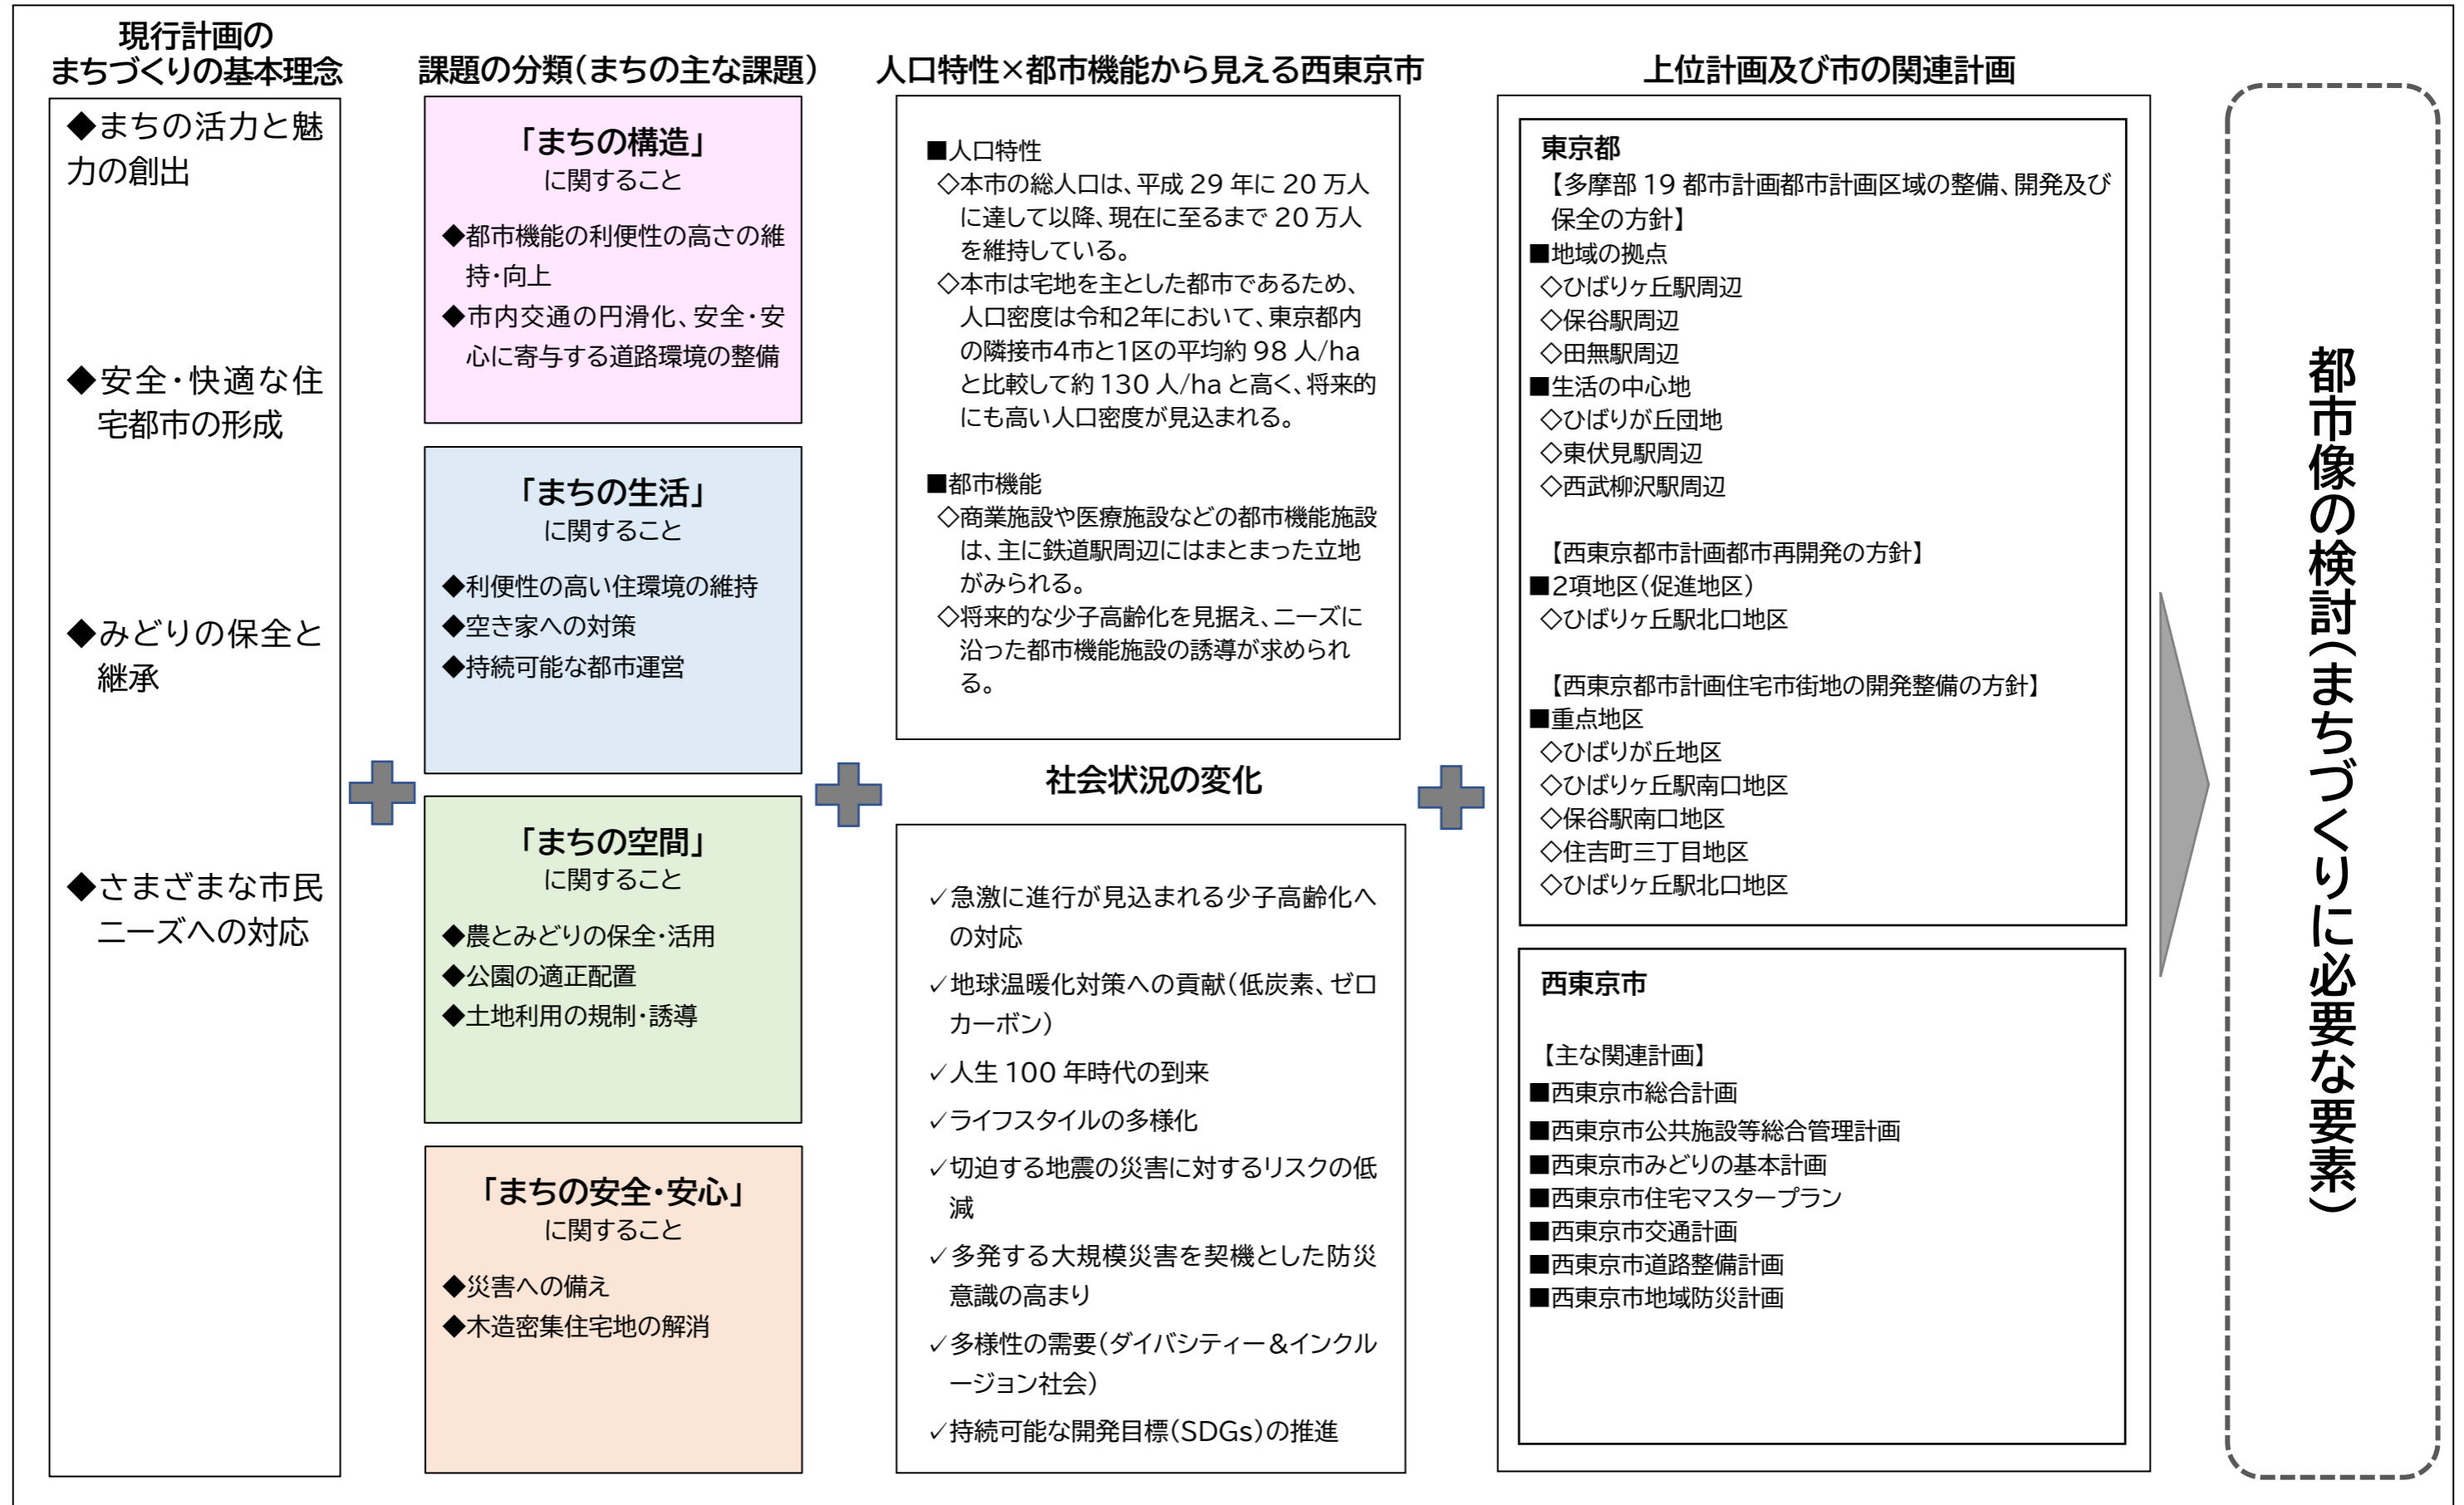 現行計画の
まちづくりの基本理念
◆まちの活力と魅
力の創出
◆安全・快適な住
宅都市の形成
◆みどりの保全と
継承
◆さまざまな市民
ニーズへの対応
課題の分類(まちの主な課題)
「まちの構造」
に関すること
◆都市機能の利便性の高さの維
持・向上
◆市内交通の円滑化、安全・安
心に寄与する道路環境の整備
「まちの生活」
に関すること
◆利便性の高い住環境の維持
◆空き家への対策
◆持続可能な都市運営
「まちの空間」
に関すること
◆農とみどりの保全・活用
◆公園の適正配置
◆土地利用の規制・誘導
「まちの安全・安心」
に関すること
◆災害への備え
◆木造密集住宅地の解消
人口特性×都市機能から見える西東京市
■人口特性
◇本市の総人口は、平成 29 年に 20 万人
に達して以降、現在に至るまで 20 万人
を維持している。
◇本市は宅地を主とした都市であるため、
人口密度は令和2年において、東京都内
の隣接市4市と1区の平均約 98 人/ha
と比較して約 130 人/ha と高く、将来的
にも高い人口密度が見込まれる。
■都市機能
◇商業施設や医療施設などの都市機能施設
は、主に鉄道駅周辺にはまとまった立地
がみられる。
◇将来的な少子高齢化を見据え、ニーズに
沿った都市機能施設の誘導が求められ
る。
社会状況の変化
✓急激に進行が見込まれる少子高齢化へ
の対応
✓地球温暖化対策への貢献(低炭素、ゼロ
カーボン)
✓人生 100 年時代の到来
✓ライフスタイルの多様化
✓切迫する地震の災害に対するリスクの低
減
✓多発する大規模災害を契機とした防災
意識の高まり
✓多様性の需要(ダイバシティー&インクル
ージョン社会)
✓持続可能な開発目標(SDGs)の推進
上位計画及び市の関連計画
東京都
【多摩部 19 都市計画都市計画区域の整備、開発及び
保全の方針】
■地域の拠点
◇ひばりヶ丘駅周辺
◇保谷駅周辺
◇田無駅周辺
■生活の中心地
◇ひばりが丘団地
◇東伏見駅周辺
◇西武柳沢駅周辺
【西東京都市計画都市再開発の方針】
■2項地区(促進地区)
◇ひばりヶ丘駅北口地区
【西東京都市計画住宅市街地の開発整備の方針】
■重点地区
◇ひばりが丘地区
◇ひばりヶ丘駅南口地区
◇保谷駅南口地区
◇住吉町三丁目地区
◇ひばりヶ丘駅北口地区
西東京市
【主な関連計画】
■西東京市総合計画
■西東京市公共施設等総合管理計画
■西東京市みどりの基本計画
■西東京市住宅マスタープラン
■西東京市交通計画
■西東京市道路整備計画
■西東京市地域防災計画
都市像の検討(まちづくりに必要な要素)